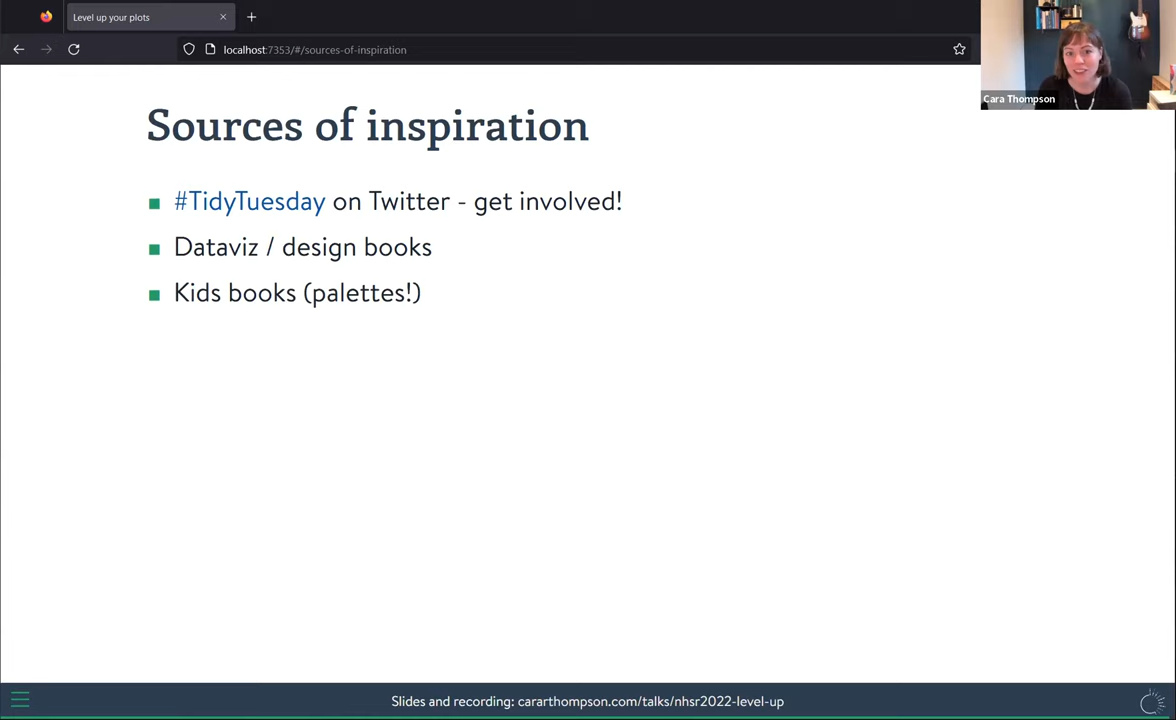 Level up your plots
localhost:7353/#/sources-of-inspiration
Cara Thompson
Sources of inspiration
#TidyTuesday on Twitter - get involved!
Dataviz / design books
Kids books (palettes!)
Slides and recording: cararthompson.com/talks/nhsr2022-level-up